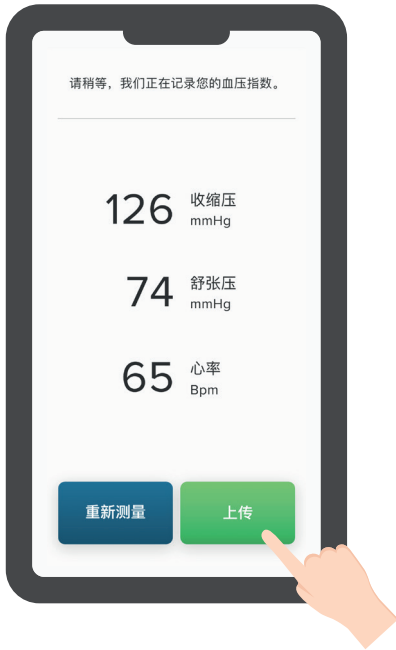 请稍等，我们正在记录您的血压指数。
126 收缩压
mmHg
74 舒张压
mmHg
65 心率
Bpm
重新测量 上传